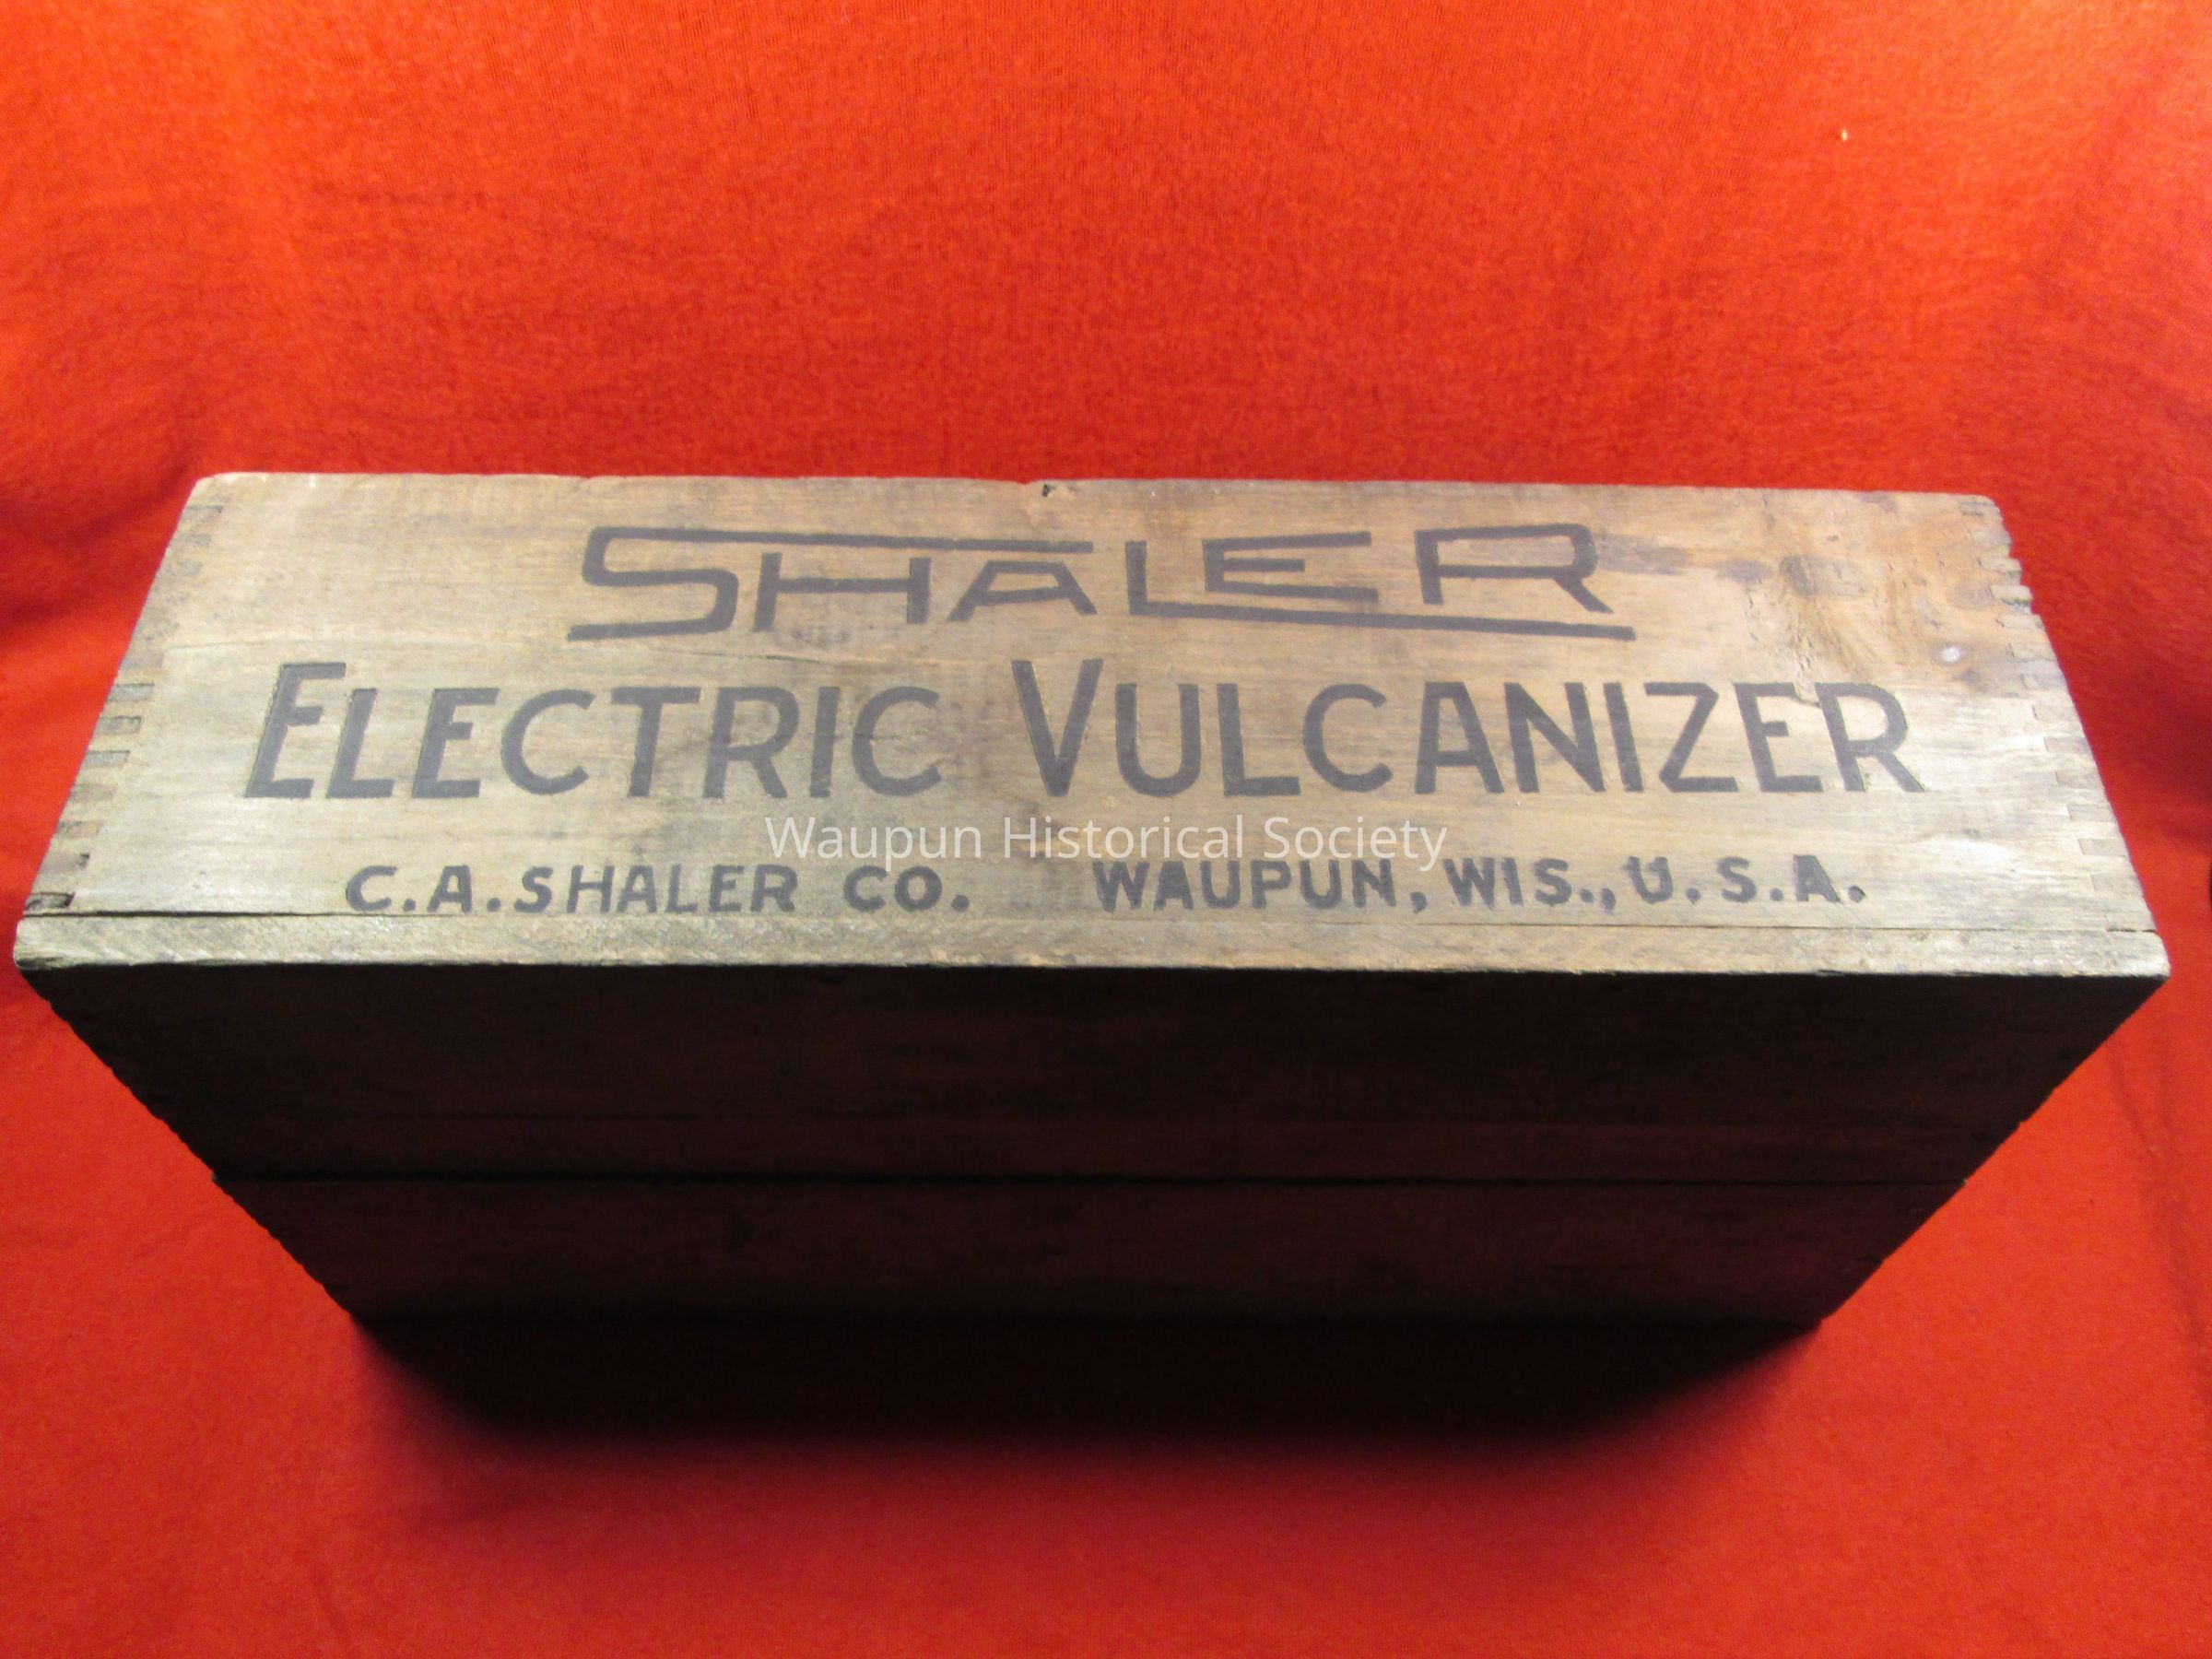 SHALER
ELECTRIC VULCANIZER
Waupun Historical Society
C.A.SHALER CO. WAUPUN, WIS., U.S.A.